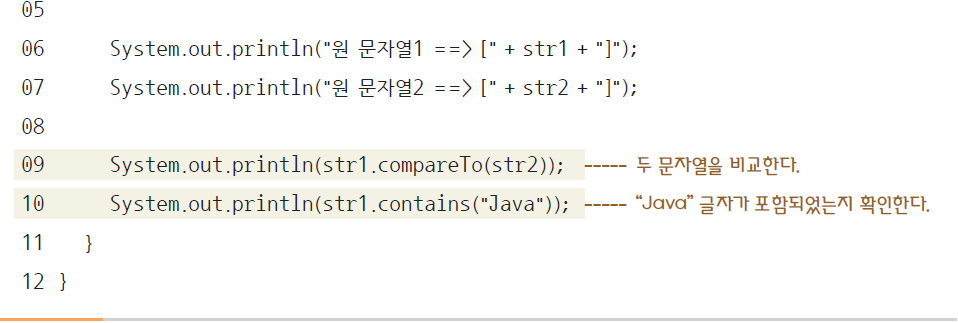 05
06 System.out.println("원 문자열1 ==> [" + str1 + "]");
07 System.out.println("원 문자열2 ==> [" + str2 + "]");
08
09 System.out.println(str1.compareTo(str2)); ----- 두 문자열을 비교한다.
10 System.out.println(str1.contains("Java")); ----- “Java” 글자가 포함되었는지 확인한다.
11 }
12 }